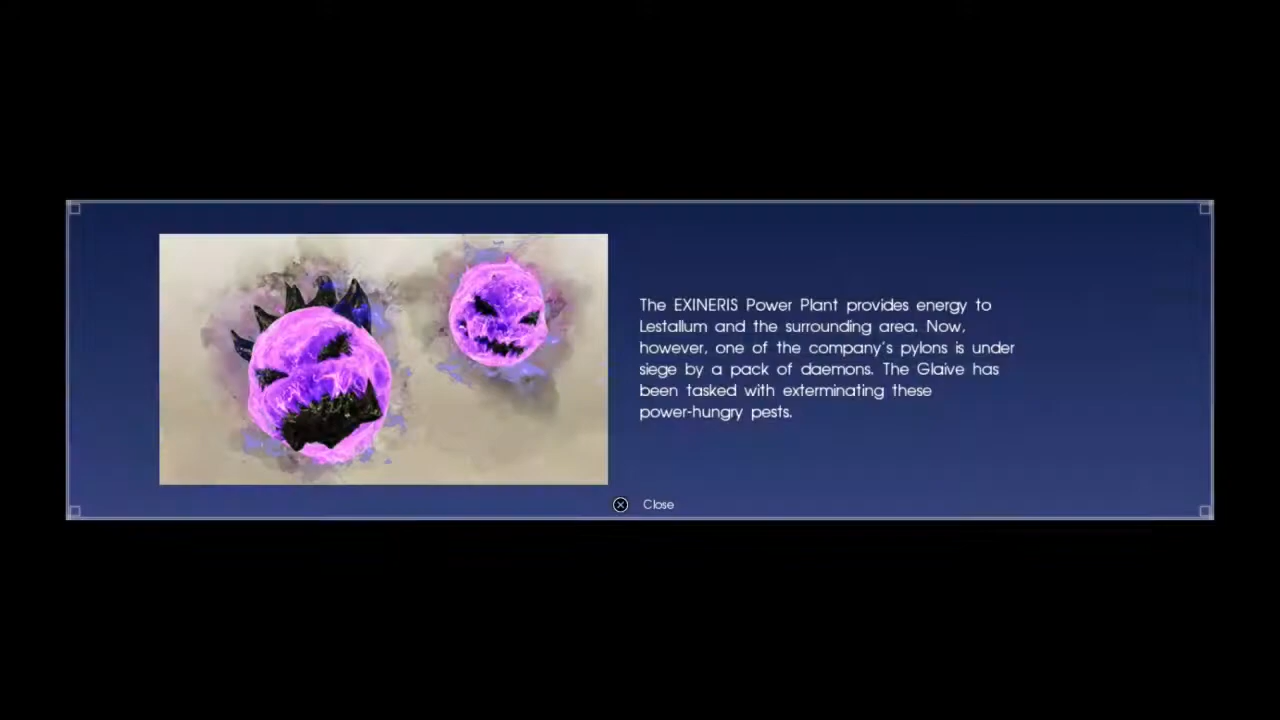 The EXINERIS Power Plant provides energy to
Lestallum and the surrounding area. Now,
however, one of the company's pylons is under
siege by a pack of daemons. The Glaive has
been tasked with exterminating these
power-hungry pests.
Close